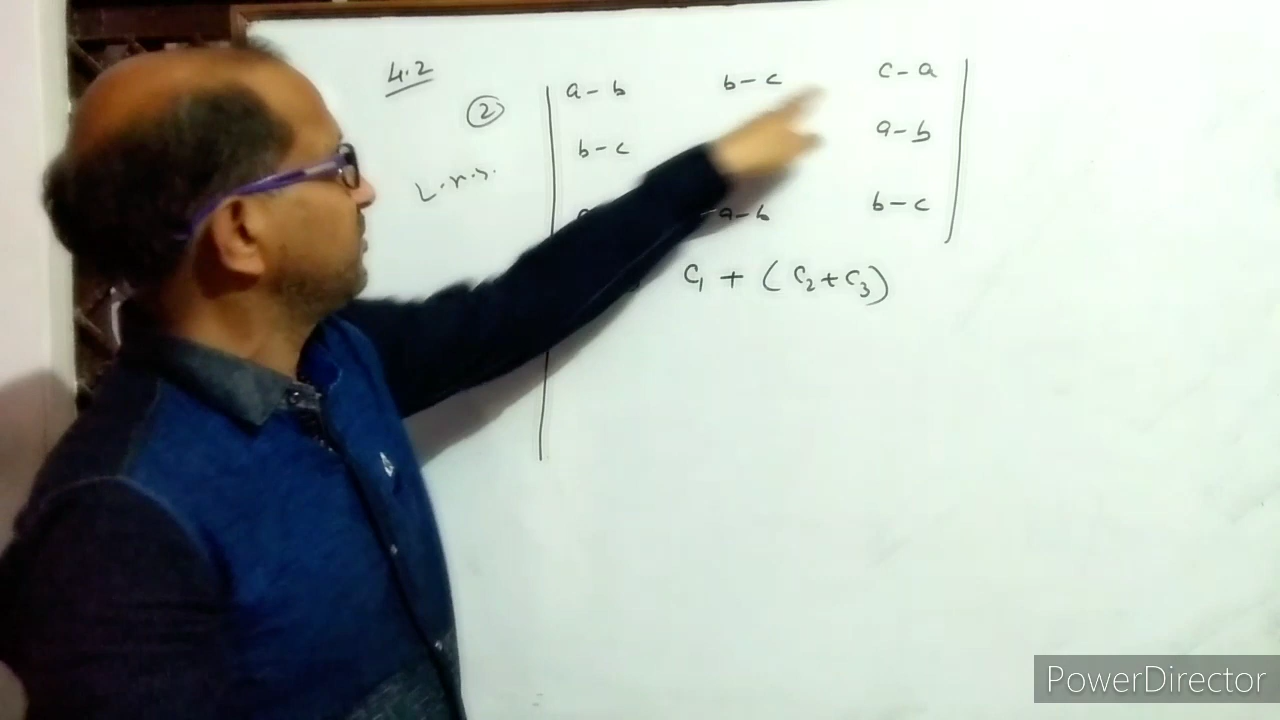 4.2
② a - b b - c c - a
b - c a - b
L.H.S. a - b b - c
C₁ + (C₂ + C₃)
PowerDirector